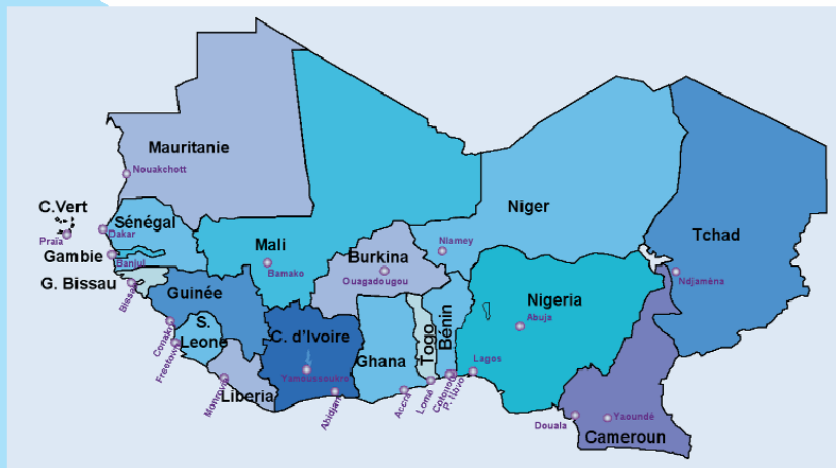 Mauritanie
Nouakchott
C.Vert
Praïa
Sénégal
Dakar
Gambie
Banjul
G. Bissau
Bissau
Mali
Bamako
Niger
Niamey
Tchad
Ndjaména
Burkina
Ouagadougou
Guinée
Conakry
S.
Leone
Freetown
Liberia
Monrovia
C. d'Ivoire
Yamoussoukro
Abidjan
Ghana
Accra
Togo
Lomé
Bénin
Cotonou
P. Novo
Nigeria
Abuja
Lagos
Cameroun
Douala
Yaoundé